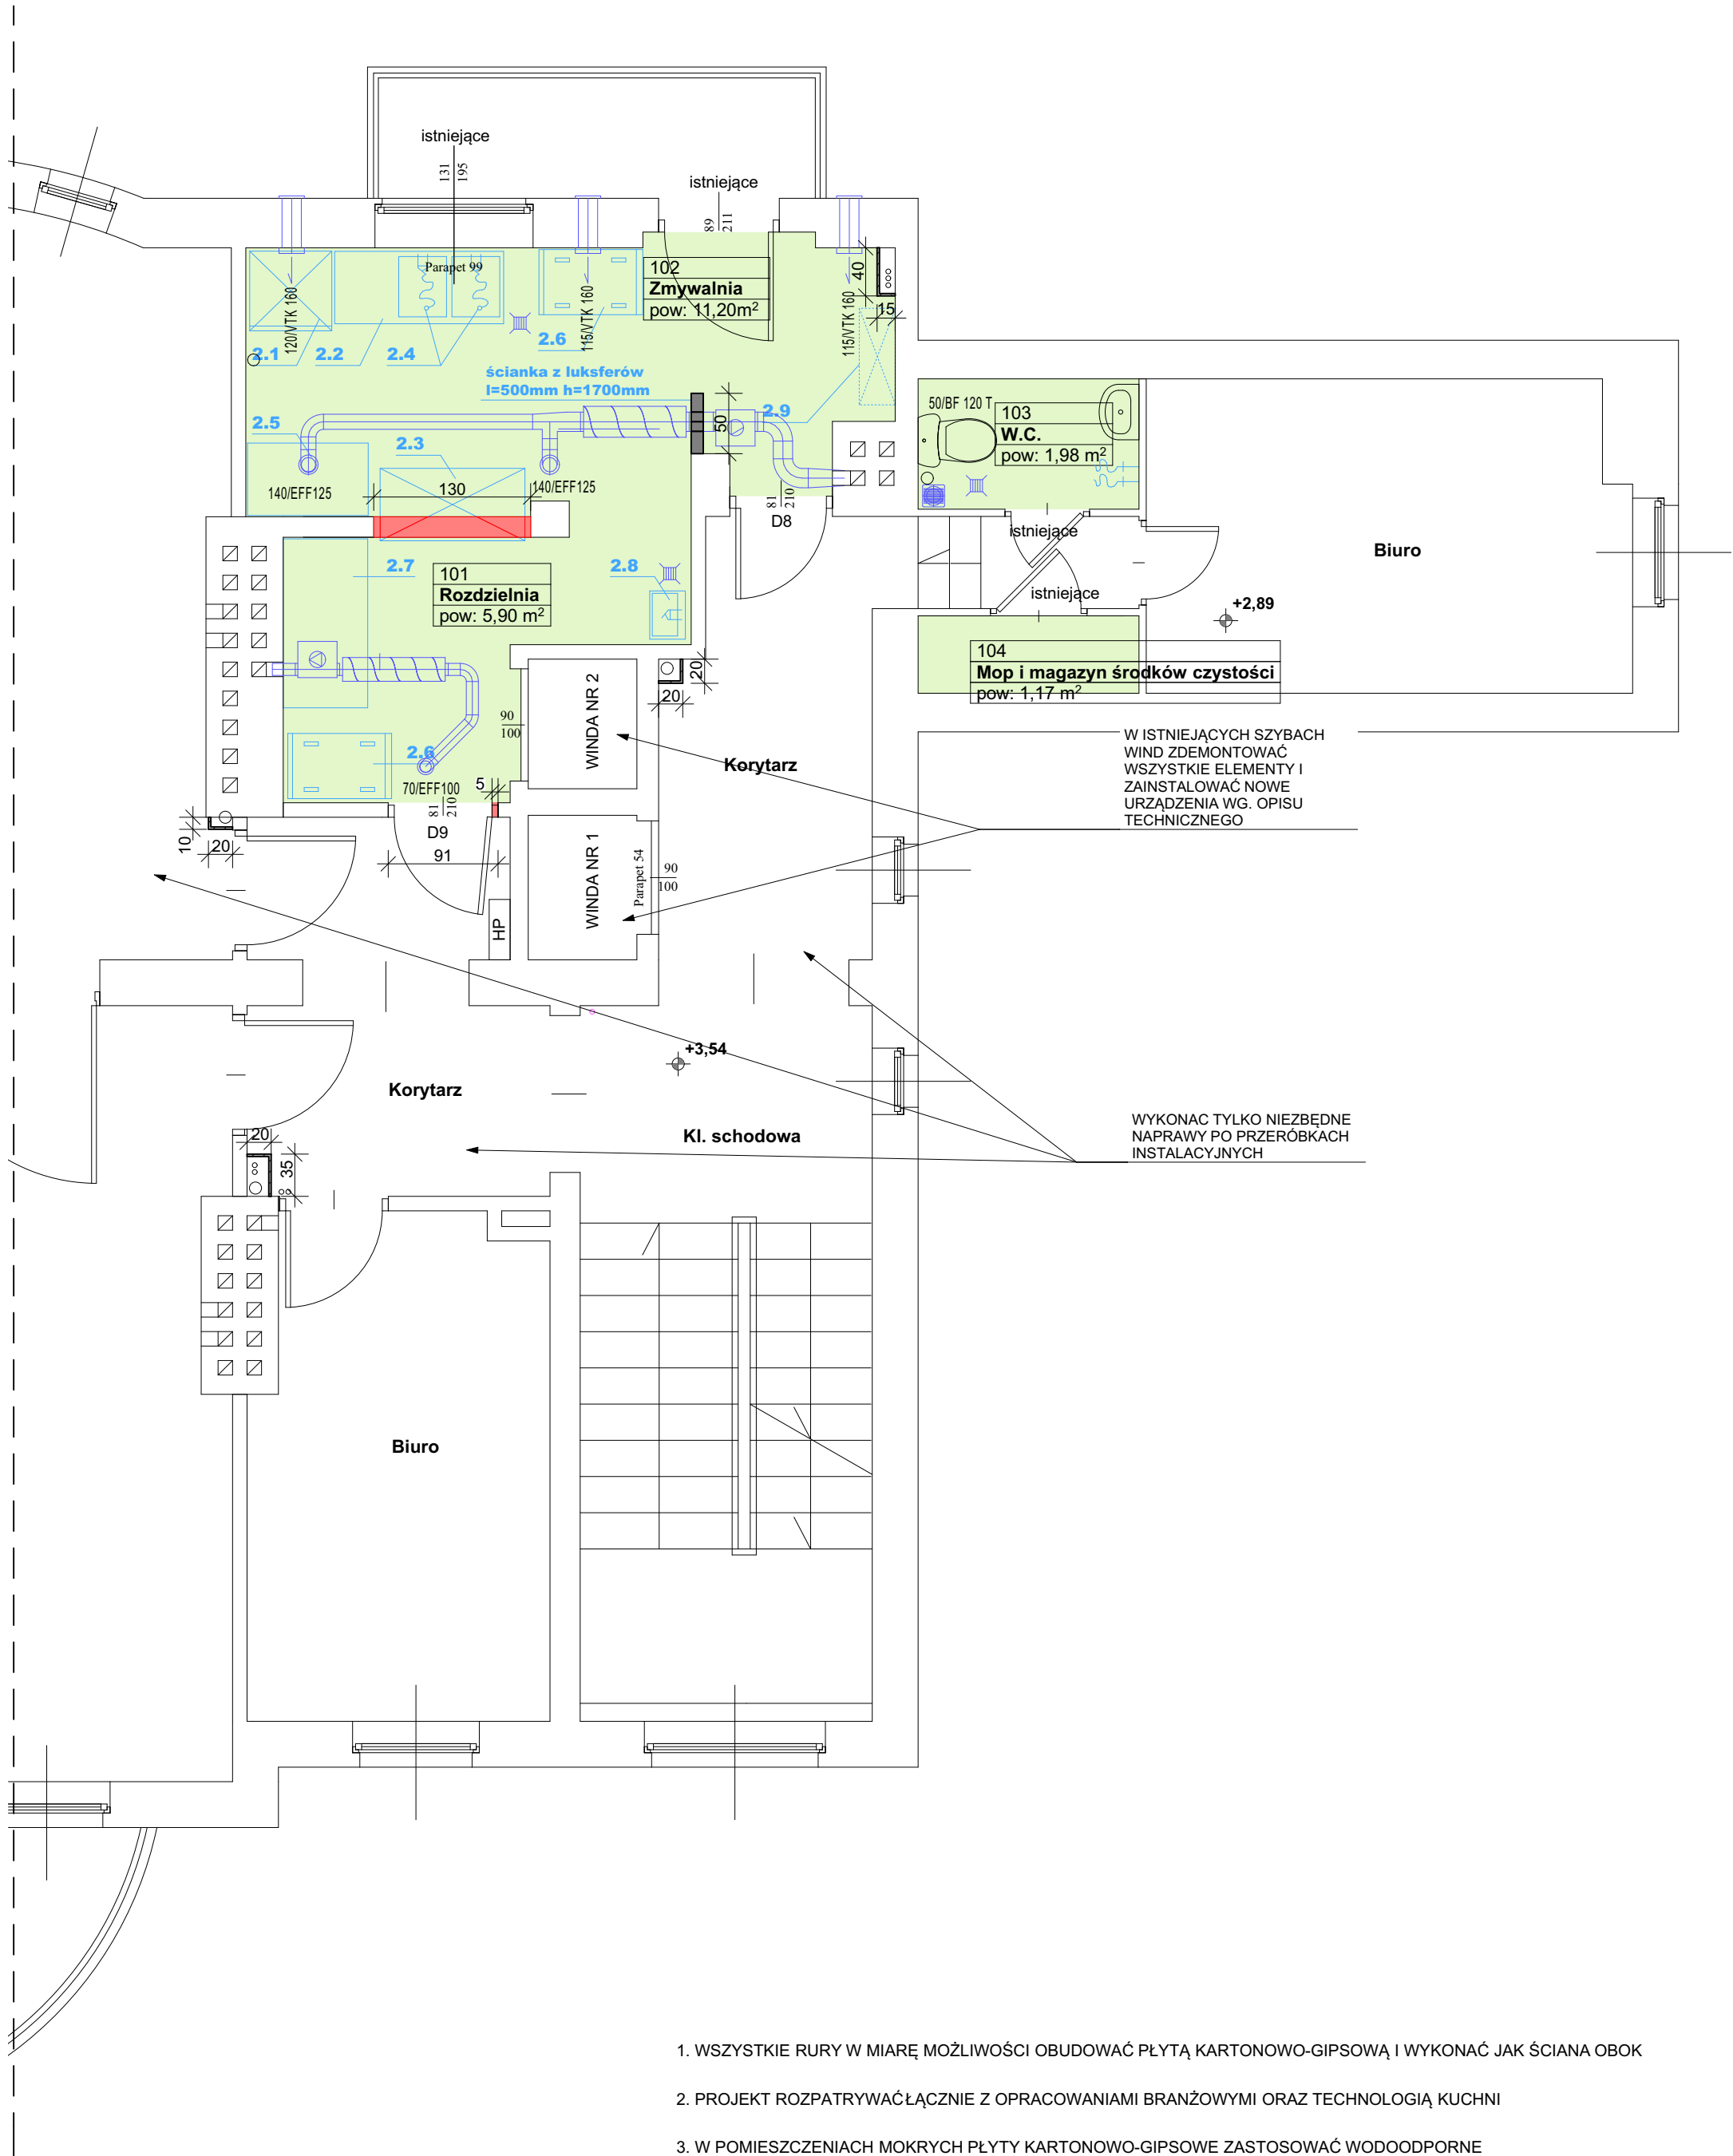 istniejące
131
195
istniejące
89
211
Parapet 99
102
Zmywalnia
pow: 11,20m²
40
15
120/VTK 160
115/VTK 160
115/VTK 160
2.1
2.2
2.4
2.6
ścianka z luksferów
l=500mm h=1700mm
2.9
50
2.5
2.3
140/EFF125
130
140/EFF125
81
210
D8
50/BF 120 T
103
W.C.
pow: 1,98 m²
istniejące
Biuro
istniejące
+2,89
2.7
101
Rozdzielnia
pow: 5,90 m²
2.8
104
Mop i magazyn środków czystości
pow: 1,17 m²
20
20
90
100
WINDA NR 2
2.6
70/EFF100
5
81
210
D9
91
10
20
Korytarz
W ISTNIEJĄCYCH SZYBACH
WIND ZDEMONTOWAĆ
WSZYSTKIE ELEMENTY I
ZAINSTALOWAĆ NOWE
URZĄDZENIA WG. OPISU
TECHNICZNEGO
WINDA NR 1
Parapet 54
90
100
HP
+3,54
Korytarz
Kl. schodowa
WYKONAC TYLKO NIEZBĘDNE
NAPRAWY PO PRZERÓBKACH
INSTALACYJNYCH
20
35
Biuro
1. WSZYSTKIE RURY W MIARĘ MOŻLIWOŚCI OBUDOWAĆ PŁYTĄ KARTONOWO-GIPSOWĄ I WYKONAĆ JAK ŚCIANA OBOK
2. PROJEKT ROZPATRYWAĆ ŁĄCZNIE Z OPRACOWANIAMI BRANŻOWYMI ORAZ TECHNOLOGIĄ KUCHNI
3. W POMIESZCZENIACH MOKRYCH PŁYTY KARTONOWO-GIPSOWE ZASTOSOWAĆ WODOODPORNE